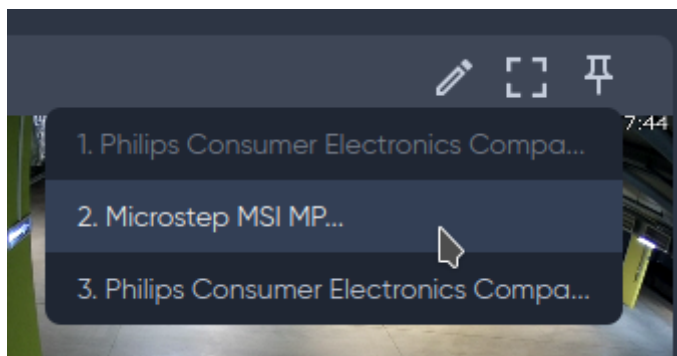 7:44
1. Philips Consumer Electronics Compa...
2. Microstep MSI MP...
3. Philips Consumer Electronics Compa...